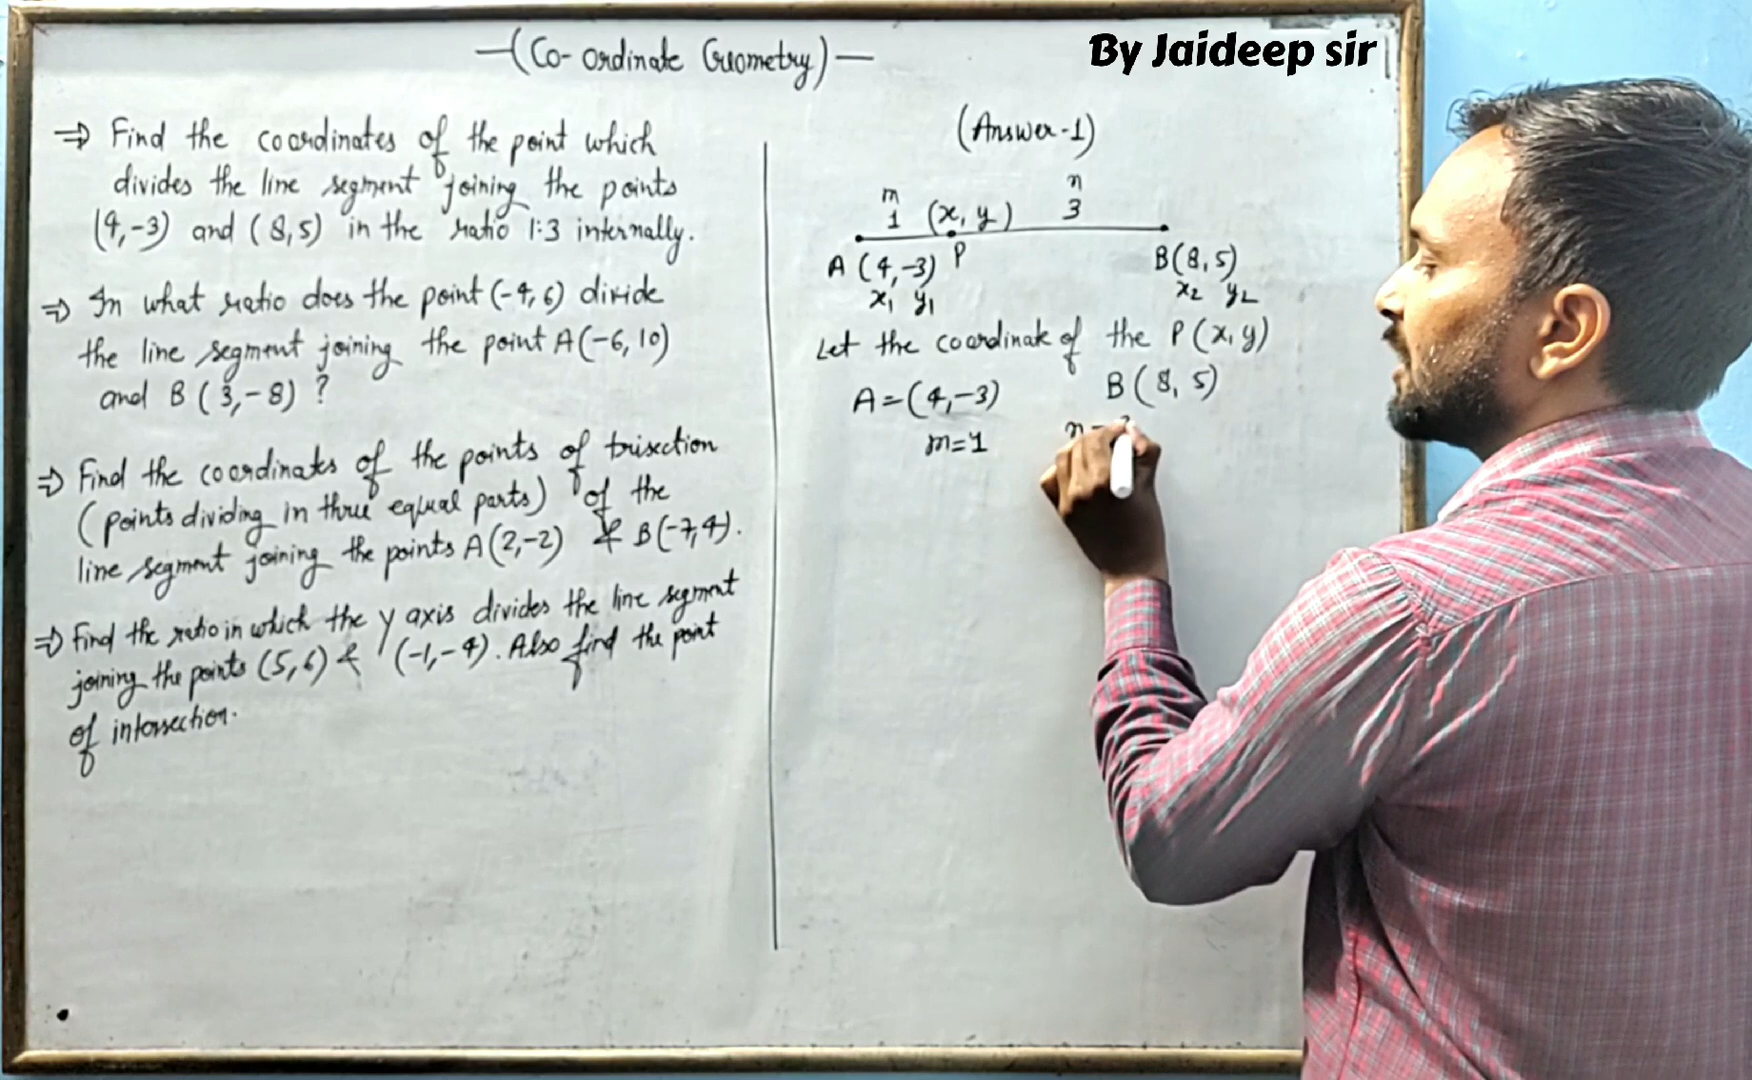 —(Co-ordinate Geometry)—
By Jaideep sir
⇒ Find the coordinates of the point which
divides the line segment joining the points
(4,-3) and (8,5) in the ratio 1:3 internally.
⇒ In what ratio does the point (-4,6) divide
the line segment joining the point A(-6,10)
and B(3,-8)?
⇒ Find the coordinates of the points of trisection
(points dividing in three equal parts) of the
line segment joining the points A(2,-2) & B(-7,4).
⇒ Find the ratio in which the y axis divides the line segment
joining the points (5,6) & (-1,-4). Also find the point
of intersection.
(Answer-1)
m n
1 (x, y) 3
A (4,-3) P B(8,5)
x₁ y₁ x₂ y₂
Let the coordinate of the P(x,y)
A=(4,-3) B(8, 5)
m=1 n=